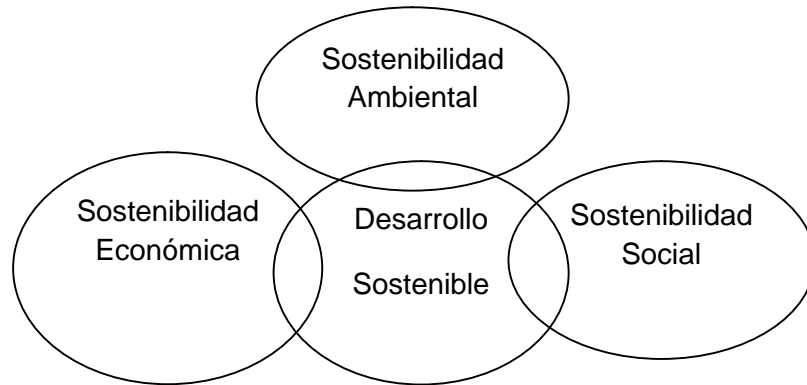 Sostenibilidad
Ambiental
Sostenibilidad
Económica
Desarrollo
Sostenible
Sostenibilidad
Social